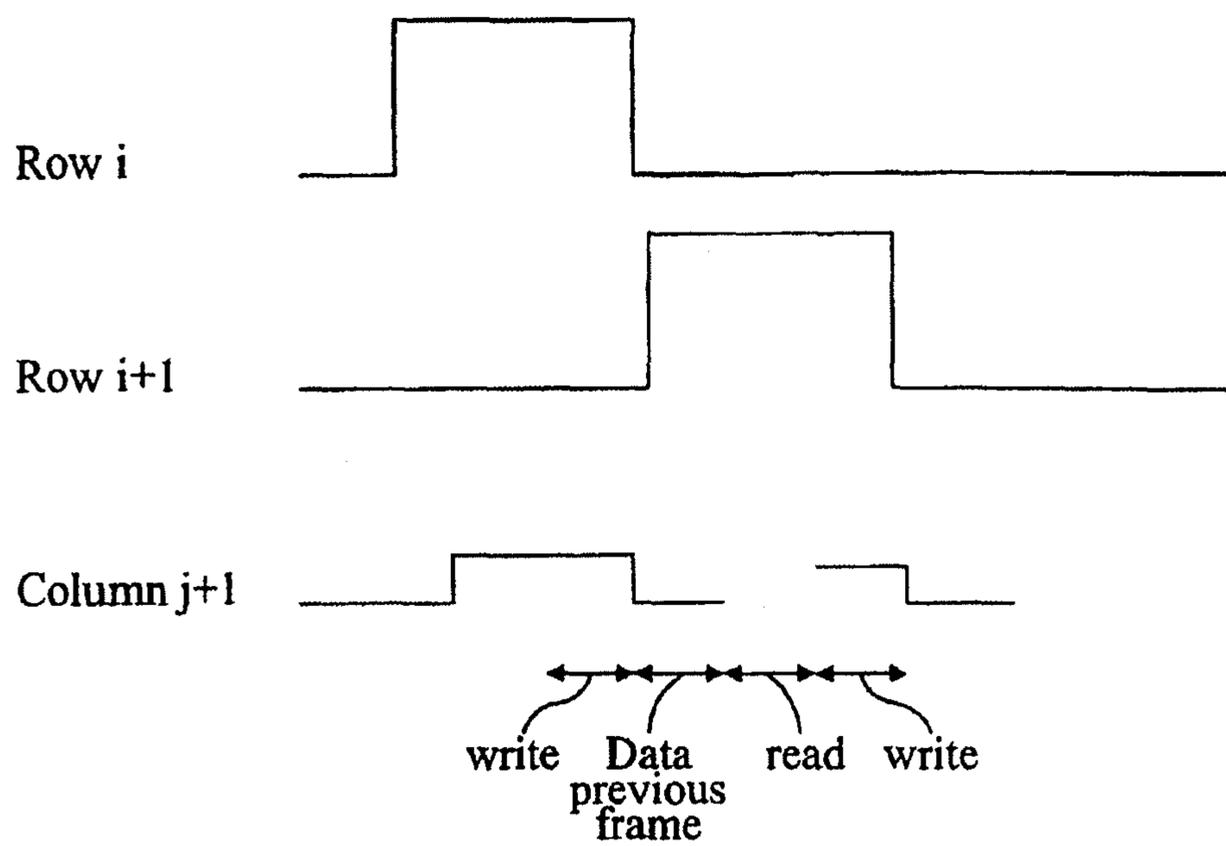 Row i
Row i+1
Column j+1
write
Data
previous
frame
read
write